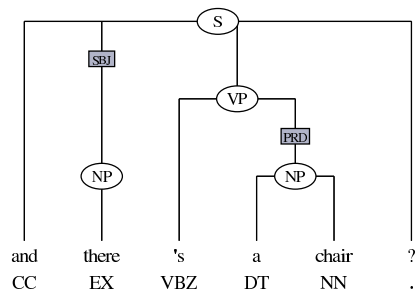 S
SBJ
VP
PRD
NP NP
and there 's a chair ?
CC EX VBZ DT NN .